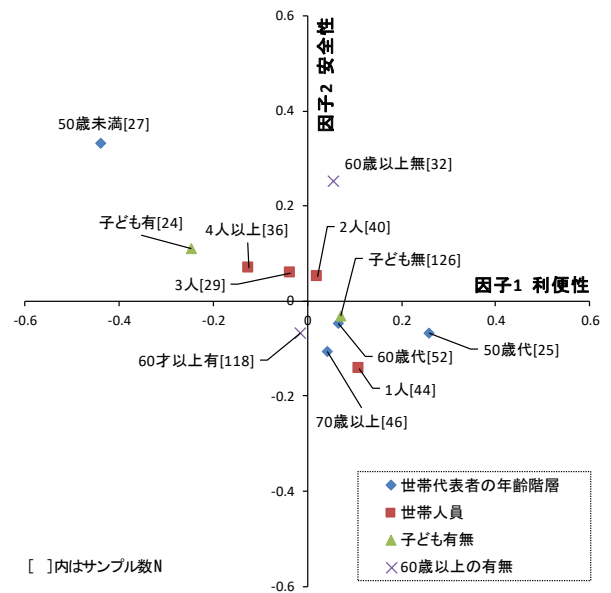 0.6
因子2 安全性
50歳未満[27]
0.4
60歳以上無[32]
0.2
子ども有[24]
4人以上[36]
2人[40]
子ども無[126]
3人[29]
因子1 利便性
0
-0.6
-0.4
-0.2
0
0.2
0.4
0.6
60才以上有[118]
60歳代[52]
50歳代[25]
1人[44]
-0.2
70歳以上[46]
-0.4
世帯代表者の年齢階層
世帯人員
子ども有無
60歳以上の有無
[ ]内はサンプル数N
-0.6